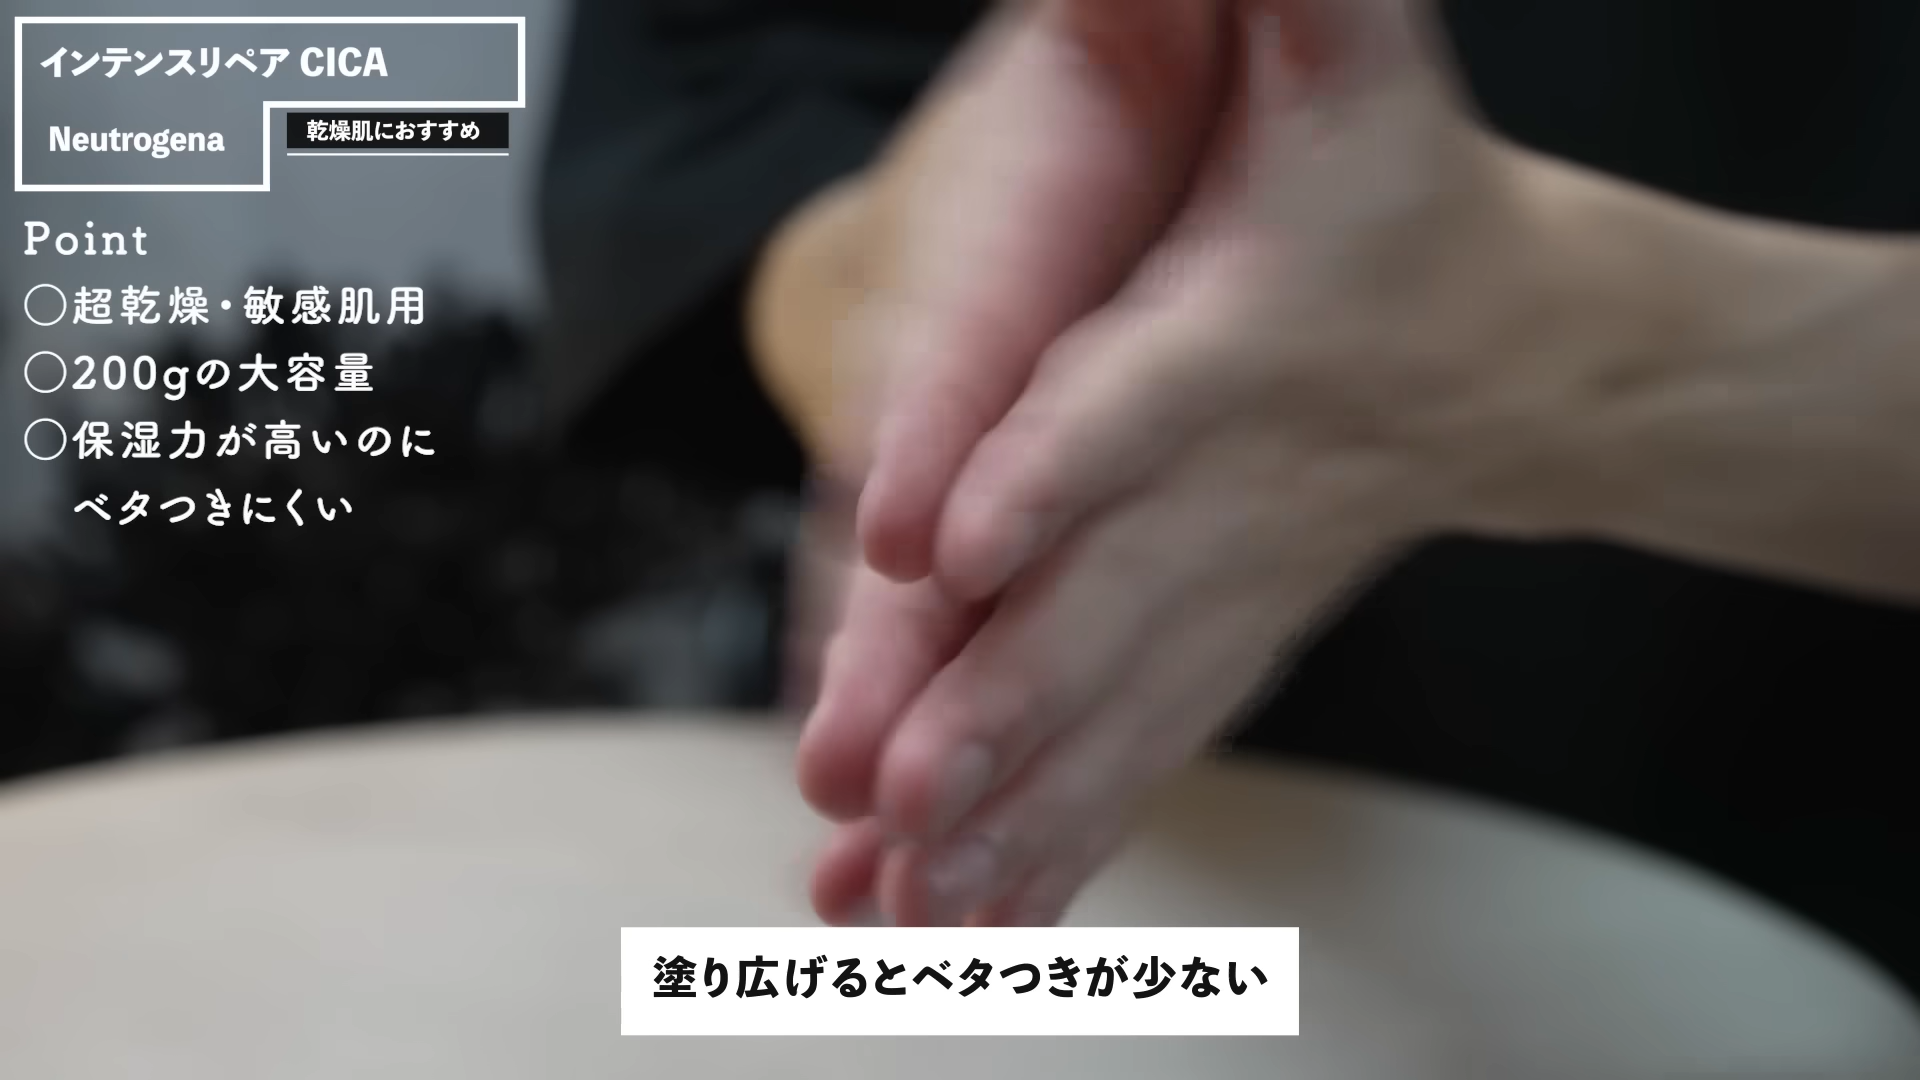 インテンスリペア CICA
Neutrogena
乾燥肌におすすめ
Point
◯超乾燥・敏感肌用
◯200gの大容量
◯保湿力が高いのに
ベタつきにくい
塗り広げるとベタつきが少ない